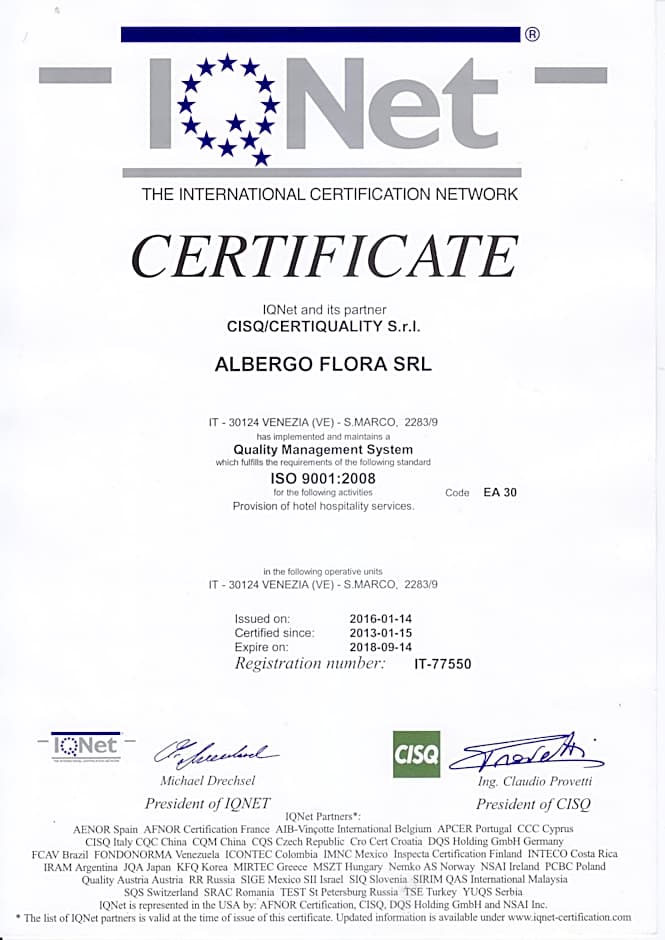 IQNet ®
THE INTERNATIONAL CERTIFICATION NETWORK
CERTIFICATE
IQNet and its partner
CISQ/CERTIQUALITY S.r.l.
ALBERGO FLORA SRL
IT - 30124 VENEZIA (VE) - S.MARCO, 2283/9
has implemented and maintains a
Quality Management System
which fulfills the requirements of the following standard
ISO 9001:2008
for the following activities
Code EA 30
Provision of hotel hospitality services.
in the following operative units
IT - 30124 VENEZIA (VE) - S.MARCO, 2283/9
Issued on: 2016-01-14
Certified since: 2013-01-15
Expire on: 2018-09-14
Registration number: IT-77550
IQNet
THE INTERNATIONAL CERTIFICATION NETWORK
CISQ
Michael Drechsel
Ing. Claudio Provetti
President of IQNET
President of CISQ
IQNet Partners*:
AENOR Spain AFNOR Certification France AIB-Vinçotte International Belgium APCER Portugal CCC Cyprus
CISQ Italy CQC China CQM China CQS Czech Republic Cro Cert Croatia DQS Holding GmbH Germany
FCAV Brazil FONDONORMA Venezuela ICONTEC Colombia IMNC Mexico Inspecta Certification Finland INTECO Costa Rica
IRAM Argentina JQA Japan KFQ Korea MIRTEC Greece MSZT Hungary Nemko AS Norway NSAI Ireland PCBC Poland
Quality Austria Austria RR Russia SIGE Mexico SII Israel SIQ Slovenia SIRIM QAS International Malaysia
SQS Switzerland SRAC Romania TEST St Petersburg Russia TSE Turkey YUQS Serbia
IQNet is represented in the USA by: AFNOR Certification, CISQ, DQS Holding GmbH and NSAI Inc.
* The list of IQNet partners is valid at the time of issue of this certificate. Updated information is available under www.iqnet-certification.com